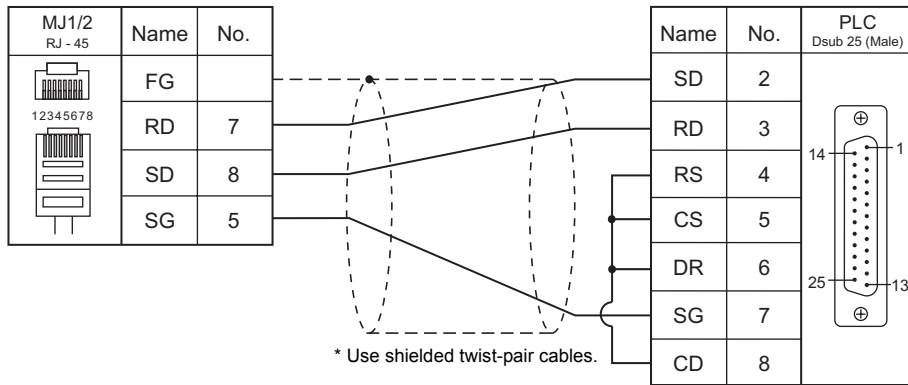 MJ1/2
RJ - 45
Name No.
FG
RD 7
SD 8
SG 5
12345678
* Use shielded twist-pair cables.
Name No.
SD 2
RD 3
RS 4
CS 5
DR 6
SG 7
CD 8
PLC
Dsub 25 (Male)
14 1
25 13